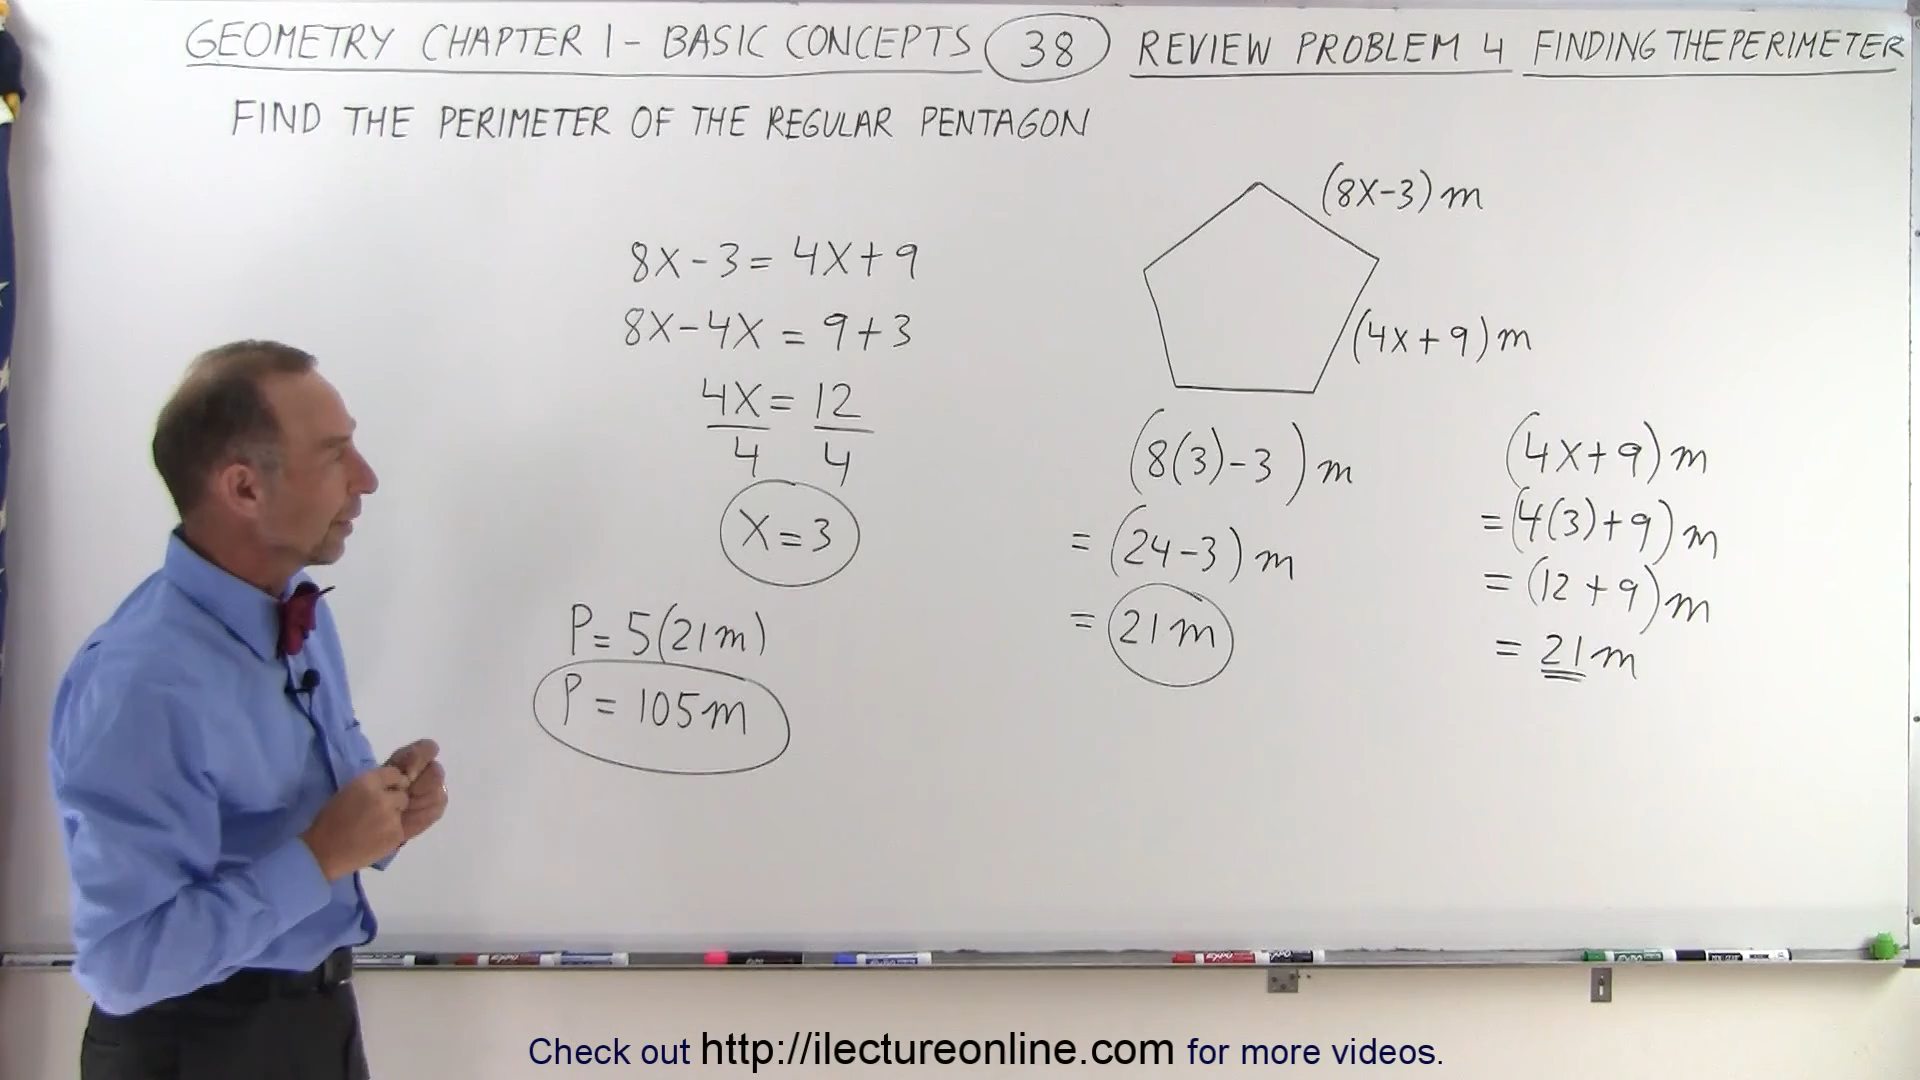 GEOMETRY CHAPTER 1 - BASIC CONCEPTS 38 REVIEW PROBLEM 4 FINDING THE PERIMETER
FIND THE PERIMETER OF THE REGULAR PENTAGON
(8X-3) m
(4X+9) m
8X-3 = 4X+9
8X-4X = 9+3
4X = 12
4 4
X = 3
P = 5(21m)
P = 105m
(8(3)-3) m
= (24-3) m
= 21 m
(4X+9) m
= (4(3)+9) m
= (12+9) m
= 21 m
Check out http://ilectureonline.com for more videos.